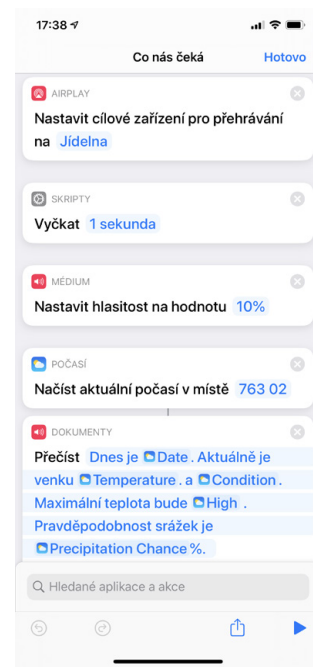 17:38
Co nás čeká
Hotovo
AIRPLAY
Nastavit cílové zařízení pro přehrávání
na Jídelna
SKRIPTY
Vyčkat 1 sekunda
MÉDIUM
Nastavit hlasitost na hodnotu 10%
POČASÍ
Načíst aktuální počasí v místě 763 02
DOKUMENTY
Přečíst Dnes je Date. Aktuálně je
venku Temperature. a Condition.
Maximální teplota bude High .
Pravděpodobnost srážek je
Precipitation Chance %.
Hledané aplikace a akce